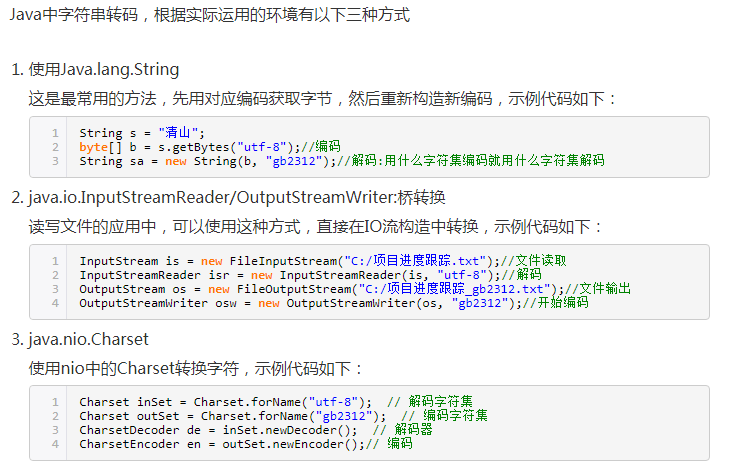 Java中字符串转码，根据实际运用的环境有以下三种方式
1. 使用Java.lang.String
这是最常用的方法，先用对应编码获取字节，然后重新构造新编码，示例代码如下：
1 String s = "清山";
2 byte[] b = s.getBytes("utf-8");//编码
3 String sa = new String(b, "gb2312");//解码:用什么字符集编码就用什么字符集解码
2. java.io.InputStreamReader/OutputStreamWriter:桥转换
读写文件的应用中，可以使用这种方式，直接在IO流构造中转换，示例代码如下：
1 InputStream is = new FileInputStream("C:/项目进度跟踪.txt");//文件读取
2 InputStreamReader isr = new InputStreamReader(is, "utf-8");//解码
3 OutputStream os = new FileOutputStream("C:/项目进度跟踪_gb2312.txt");//文件输出
4 OutputStreamWriter osw = new OutputStreamWriter(os, "gb2312");//开始编码
3. java.nio.Charset
使用nio中的Charset转换字符，示例代码如下：
1 Charset inSet = Charset.forName("utf-8");  // 解码字符集
2 Charset outSet = Charset.forName("gb2312");  // 编码字符集
3 CharsetDecoder de = inSet.newDecoder();  // 解码器
4 CharsetEncoder en = outSet.newEncoder();// 编码